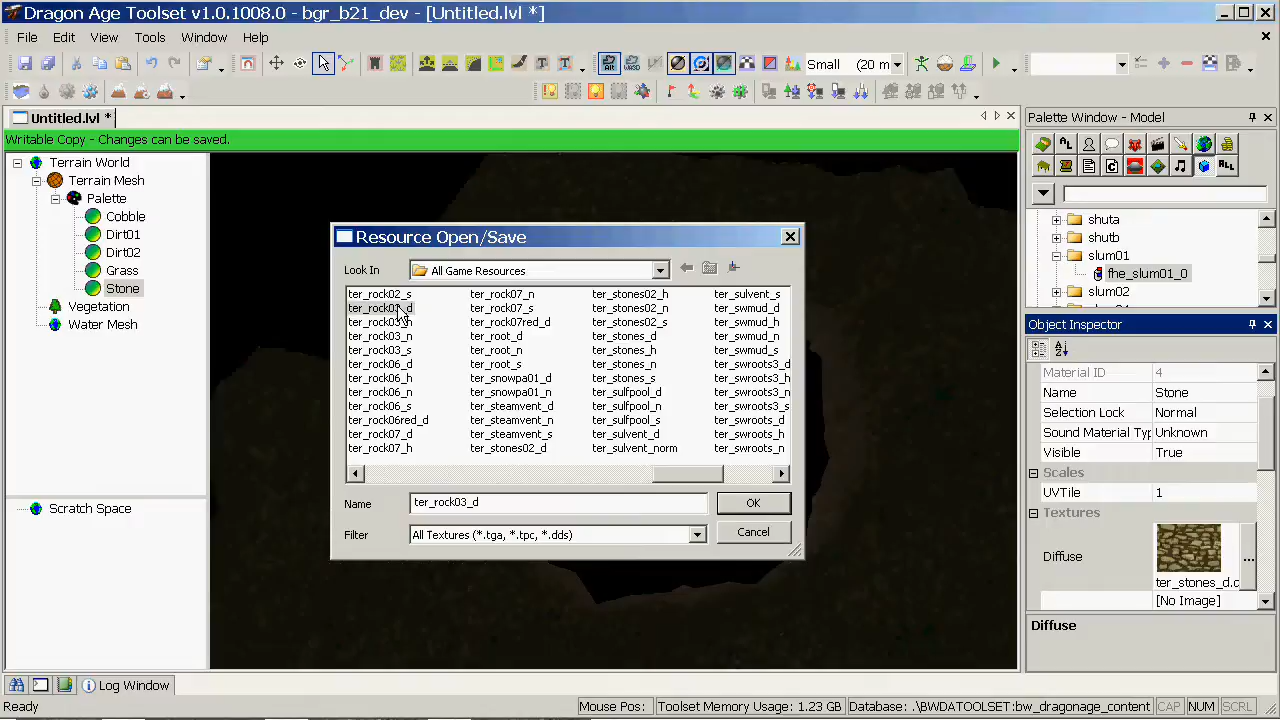 Dragon Age Toolset v1.0.1008.0 - bgr_b21_dev - [Untitled.lvl *]
File Edit View Tools Window Help
Small (20 m
Untitled.lvl *
Writable Copy - Changes can be saved.
Terrain World
Terrain Mesh
Palette
Cobble
Dirt01
Dirt02
Grass
Stone
Vegetation
Water Mesh
Scratch Space
Resource Open/Save
Look In All Game Resources
ter_rock02_s ter_rock07_n ter_stones02_h ter_sulvent_s
ter_rock03_d ter_rock07_s ter_stones02_n ter_swmud_d
ter_rock03_h ter_rock07red_d ter_stones02_s ter_swmud_h
ter_rock03_n ter_root_d ter_stones_d ter_swmud_n
ter_rock03_s ter_root_n ter_stones_h ter_swmud_s
ter_rock06_d ter_root_s ter_stones_n ter_swroots3_d
ter_rock06_h ter_snowpa01_d ter_stones_s ter_swroots3_h
ter_rock06_n ter_snowpa01_n ter_sulfpool_d ter_swroots3_n
ter_rock06_s ter_steamvent_d ter_sulfpool_n ter_swroots3_s
ter_rock06red_d ter_steamvent_n ter_sulfpool_s ter_swroots_d
ter_rock07_d ter_steamvent_s ter_sulvent_d ter_swroots_h
ter_rock07_h ter_stones02_d ter_sulvent_norm ter_swroots_n
Name ter_rock03_d OK
Filter All Textures (*.tga, *.tpc, *.dds) Cancel
Palette Window - Model
shuta
shutb
slum01
fhe_slum01_0
slum02
Object Inspector
Material ID 4
Name Stone
Selection Lock Normal
Sound Material Typ Unknown
Visible True
Scales
UVTile 1
Textures
Diffuse
ter_stones_d.d
[No Image]
Diffuse
Log Window
Ready Mouse Pos: Toolset Memory Usage: 1.23 GB Database: .\BWDATOOLSET:bw_dragonage_content CAP NUM SCRL